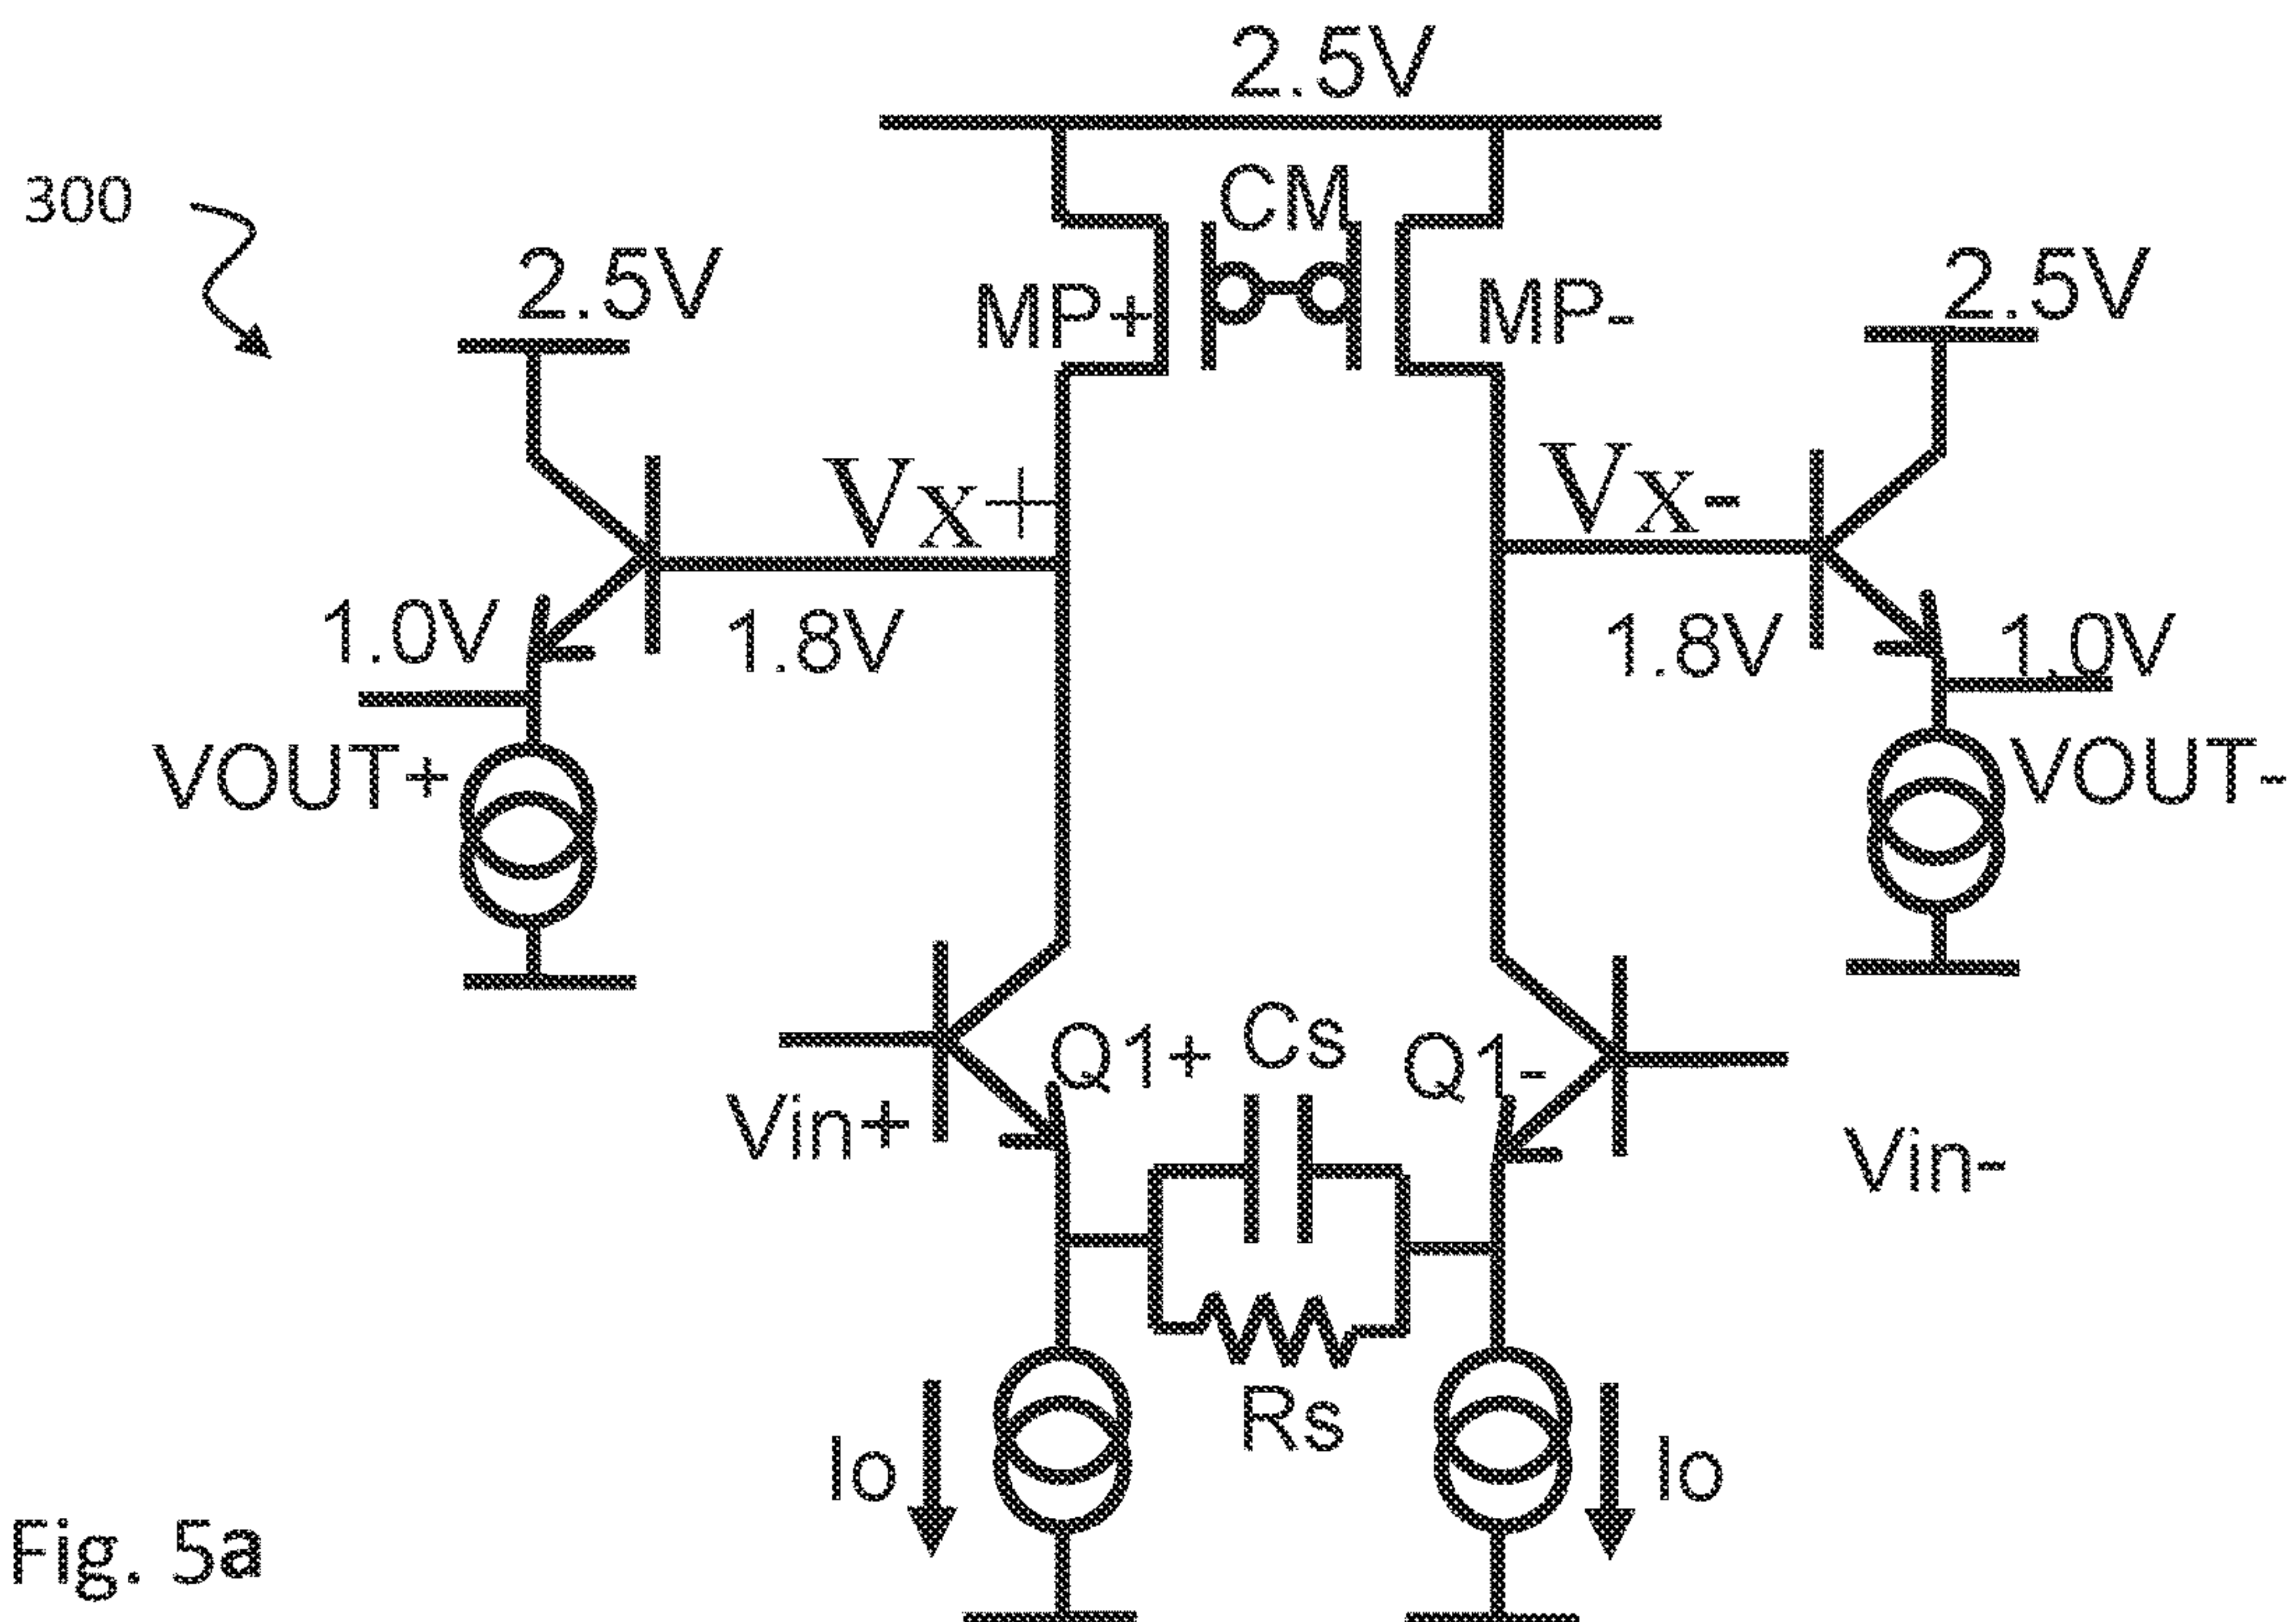 2.5V
300
CM
2.5V
MP+
MP-
2.5V
Vx+
Vx-
1.0V
1.8V
1.8V
1.0V
VOUT+
VOUT-
Q1+
Cs
Q1-
Vin+
Vin-
Rs
Io
Io
Fig. 5a